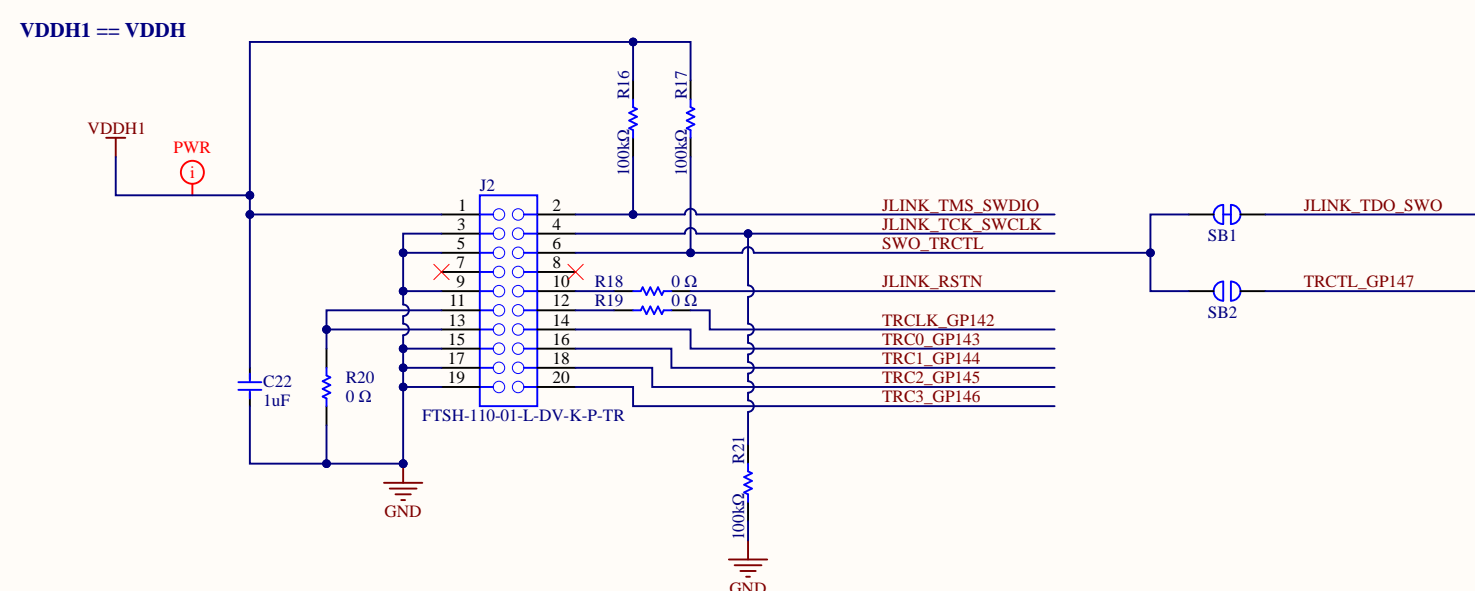 VDDH1 == VDDH
VDDH1
PWR
i
R16
100kΩ
R17
100kΩ
J2
1 2 JLINK_TMS_SWDIO
3 4 JLINK_TCK_SWCLK
5 6 SWO_TRCTL
7 8
9 10 R18 0 Ω JLINK_RSTN
11 12 R19 0 Ω
13 14 TRCLK_GP142
15 16 TRC0_GP143
17 18 TRC1_GP144
19 20 TRC2_GP145
TRC3_GP146
FTSH-110-01-L-DV-K-P-TR
C22
1uF
R20
0 Ω
GND
R21
100kΩ
GND
JLINK_TDO_SWO
SB1
TRCTL_GP147
SB2